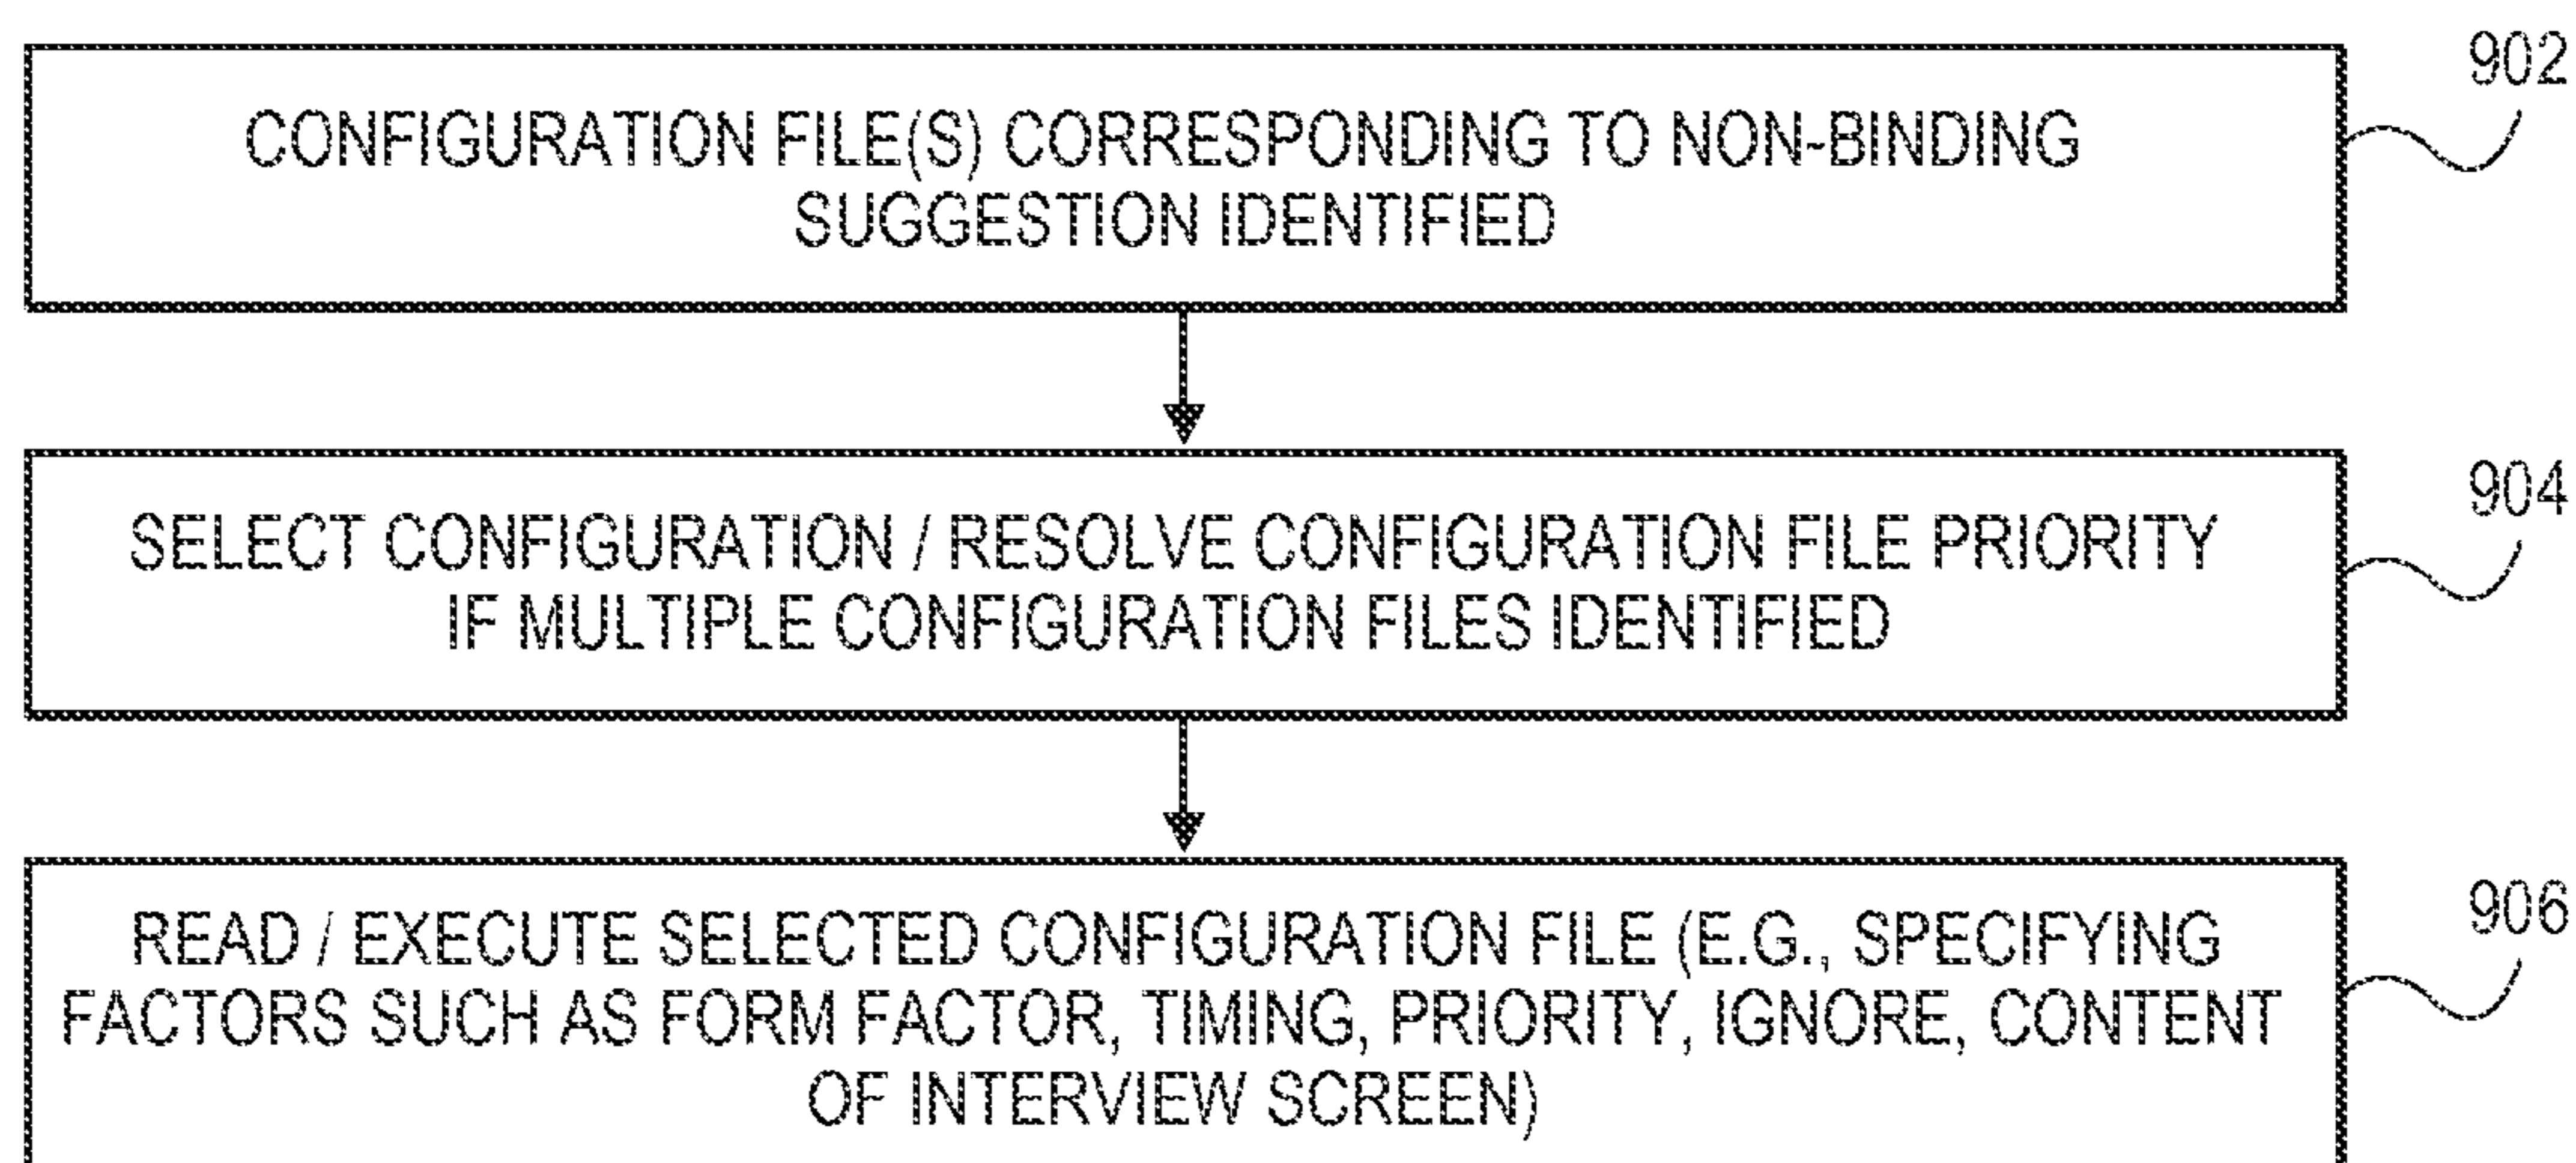 902
CONFIGURATION FILE(S) CORRESPONDING TO NON-BINDING
SUGGESTION IDENTIFIED
904
SELECT CONFIGURATION / RESOLVE CONFIGURATION FILE PRIORITY
IF MULTIPLE CONFIGURATION FILES IDENTIFIED
906
READ / EXECUTE SELECTED CONFIGURATION FILE (E.G., SPECIFYING
FACTORS SUCH AS FORM FACTOR, TIMING, PRIORITY, IGNORE, CONTENT
OF INTERVIEW SCREEN)